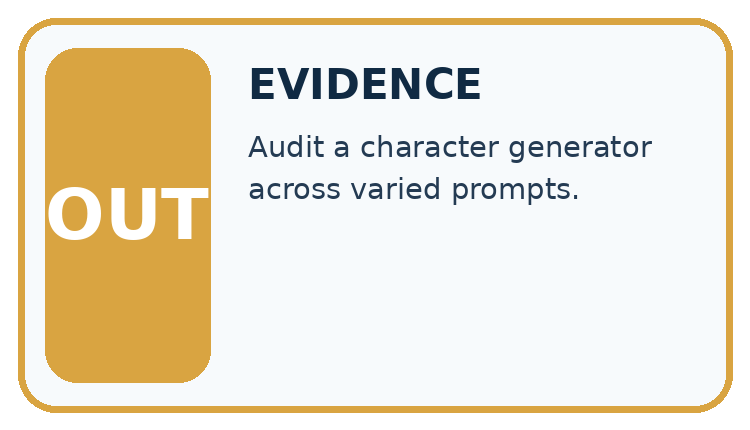 OUT
EVIDENCE
Audit a character generator
across varied prompts.